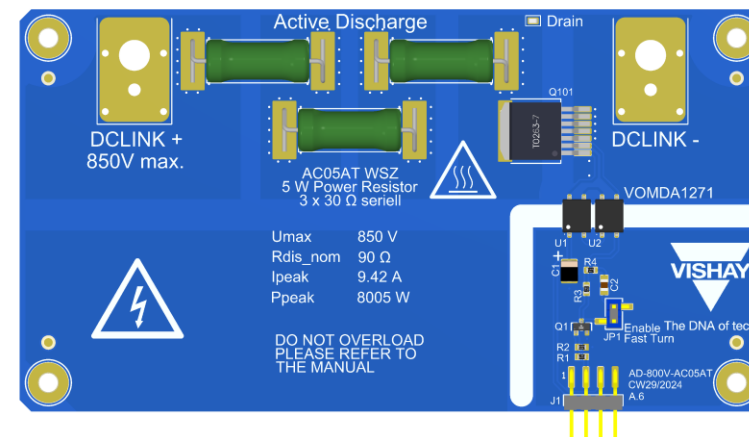 Active Discharge
Drain
Q101
TO263-7
DCLINK +
850V max.
DCLINK -
AC05AT WSZ
5 W Power Resistor
3 x 30 Ω seriell
VOMDA1271
U1 U2
Umax 850 V
Rdis_nom 90 Ω
Ipeak 9.42 A
Ppeak 8005 W
C1
+
R4
R3
C2
VISHAY
Q1
JP1
Enable
Fast Turn
The DNA of tec
DO NOT OVERLOAD
PLEASE REFER TO
THE MANUAL
R2
R1
1
J1
AD-800V-AC05AT
CW29/2024
A.6